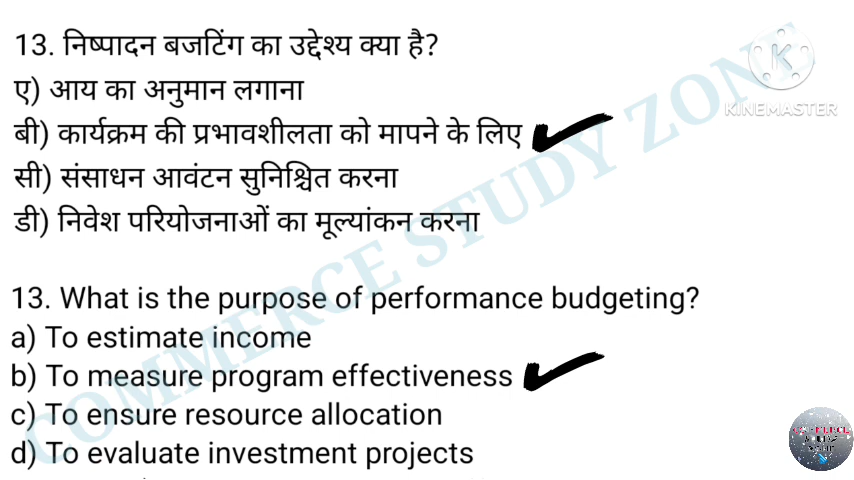 13. निष्पादन बजटिंग का उद्देश्य क्या है?
ए) आय का अनुमान लगाना
बी) कार्यक्रम की प्रभावशीलता को मापने के लिए
सी) संसाधन आवंटन सुनिश्चित करना
डी) निवेश परियोजनाओं का मूल्यांकन करना
13. What is the purpose of performance budgeting?
a) To estimate income
b) To measure program effectiveness
c) To ensure resource allocation
d) To evaluate investment projects
COMMERCE STUDY ZONE
K
KINEMASTER